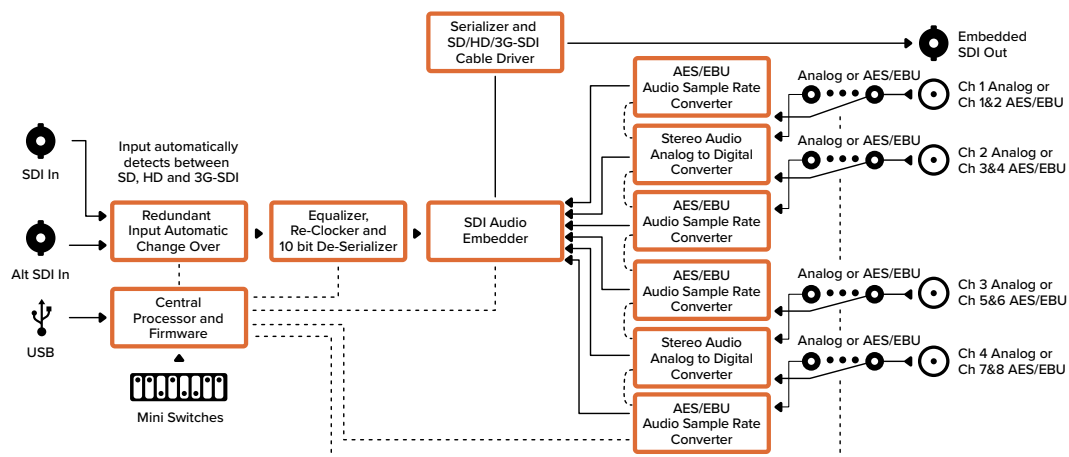 Serializer and
SD/HD/3G-SDI
Cable Driver
Embedded
SDI Out
AES/EBU
Audio Sample Rate
Converter
Analog or AES/EBU
Ch 1 Analog or
Ch 1&2 AES/EBU
SDI In
Input automatically
detects between
SD, HD and 3G-SDI
Stereo Audio
Analog to Digital
Converter
Analog or AES/EBU
Ch 2 Analog or
Ch 3&4 AES/EBU
Alt SDI In
Redundant
Input Automatic
Change Over
Equalizer,
Re-Clocker and
10 bit De-Serializer
SDI Audio
Embedder
AES/EBU
Audio Sample Rate
Converter
USB
Central
Processor and
Firmware
AES/EBU
Audio Sample Rate
Converter
Analog or AES/EBU
Ch 3 Analog or
Ch 5&6 AES/EBU
Mini Switches
Stereo Audio
Analog to Digital
Converter
Analog or AES/EBU
Ch 4 Analog or
Ch 7&8 AES/EBU
AES/EBU
Audio Sample Rate
Converter